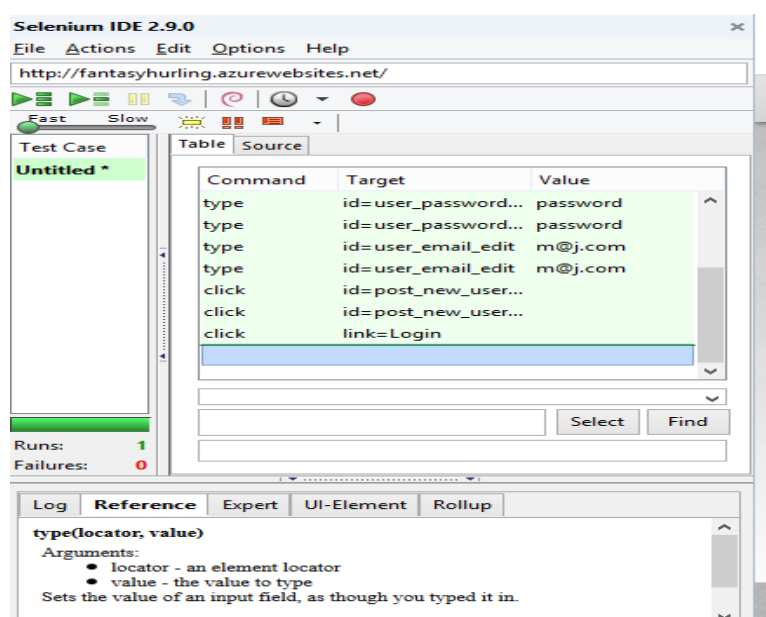 Selenium IDE 2.9.0
File Actions Edit Options Help
http://fantasyhurling.azurewebsites.net/
Fast Slow
Test Case
Untitled *
Table Source
Command Target Value
type id=user_password... password
type id=user_password... password
type id=user_email_edit m@j.com
type id=user_email_edit m@j.com
click id=post_new_user...
click id=post_new_user...
click link=Login
Select Find
Runs: 1
Failures: 0
Log Reference Expert UI-Element Rollup
type(locator, value)
Arguments:
locator - an element locator
value - the value to type
Sets the value of an input field, as though you typed it in.